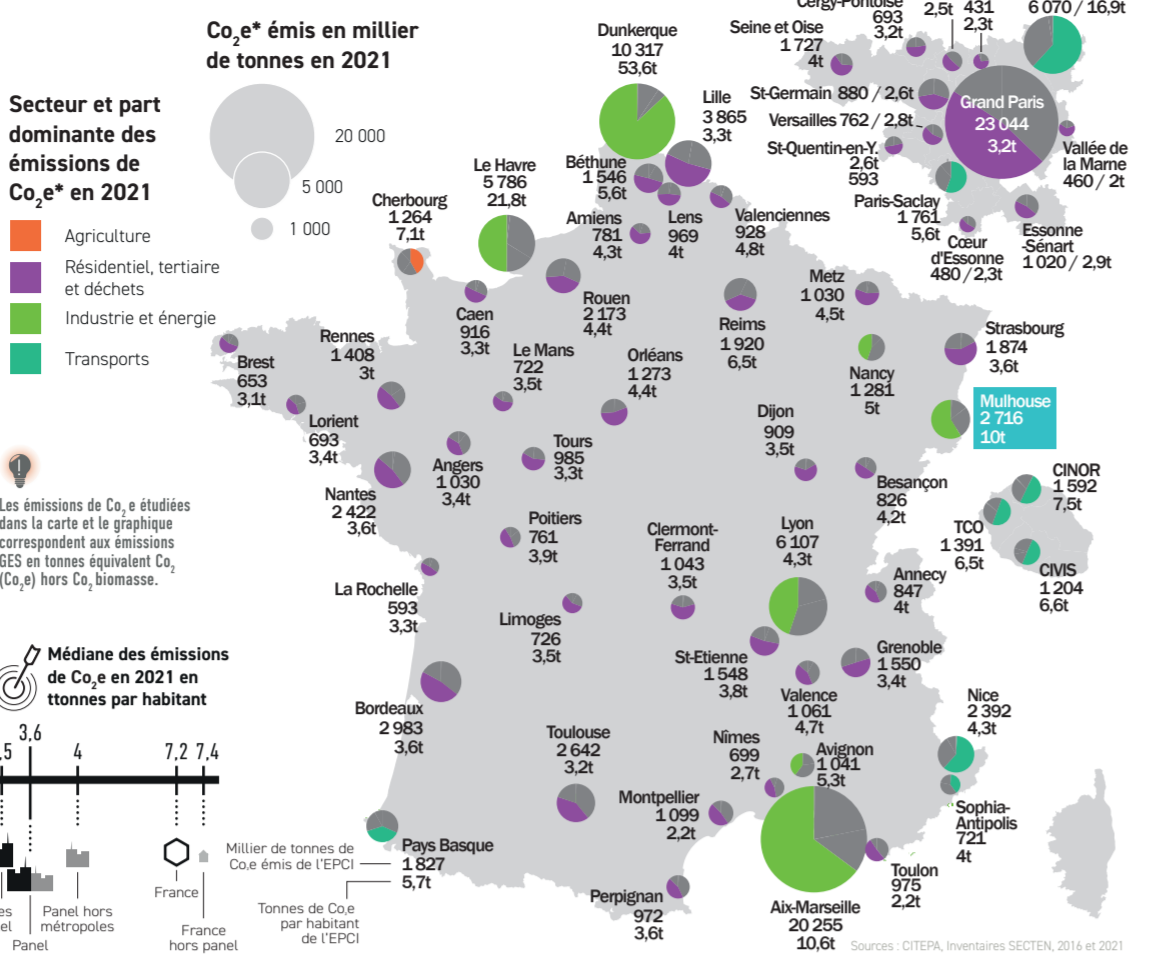 Co2e* émis en millier
de tonnes en 2021
20 000
5 000
1 000
Secteur et part
dominante des
émissions de
Co2e* en 2021
Agriculture
Résidentiel, tertiaire
et déchets
Industrie et énergie
Transports
Les émissions de Co2 e étudiées
dans la carte et le graphique
correspondent aux émissions
GES en tonnes équivalent Co2
(Co2e) hors Co2 biomasse.
Médiane des émissions
de Co2e en 2021 en
ttonnes par habitant
,5
3,6
4
7,2
7,4
Panel
Panel hors
métropoles
France
France
hors panel
Millier de tonnes de
Co2e émis de l'EPCI
Tonnes de Co2e
par habitant
de l'EPCI
Dunkerque
10 317
53,6t
Lille
3 865
3,3t
Le Havre
5 786
21,8t
Béthune
1 546
5,6t
Cherbourg
1 264
7,1t
Amiens
781
4,3t
Lens
969
4t
Valenciennes
928
4,8t
Caen
916
3,3t
Rouen
2 173
4,4t
Reims
1 920
6,5t
Metz
1 030
4,5t
Strasbourg
1 874
3,6t
Nancy
1 281
5t
Mulhouse
2 716
10t
Brest
653
3,1t
Rennes
1 408
3t
Le Mans
722
3,5t
Orléans
1 273
4,4t
Lorient
693
3,4t
Angers
1 030
3,4t
Tours
985
3,3t
Dijon
909
3,5t
Besançon
826
4,2t
Nantes
2 422
3,6t
Poitiers
761
3,9t
Clermont-
Ferrand
1 043
3,5t
Lyon
6 107
4,3t
Annecy
847
4t
La Rochelle
593
3,3t
Limoges
726
3,5t
St-Etienne
1 548
3,8t
Grenoble
1 550
3,4t
Valence
1 061
4,7t
Bordeaux
2 983
3,6t
Toulouse
2 642
3,2t
Nîmes
699
2,7t
Avignon
1 041
5,3t
Nice
2 392
4,3t
Sophia-
Antipolis
721
4t
Montpellier
1 099
2,2t
Toulon
975
2,2t
Pays Basque
1 827
5,7t
Perpignan
972
3,6t
Aix-Marseille
20 255
10,6t
Cergy-Pontoise
693
3,2t
2,5t
431
2,3t
6 070 / 16,9t
Seine et Oise
1 727
4t
St-Germain 880 / 2,6t
Versailles 762 / 2,8t
St-Quentin-en-Y.
2,6t
593
Grand Paris
23 044
3,2t
Vallée de
la Marne
460 / 2t
Paris-Saclay
1 761
5,6t
Cœur
d'Essonne
480 / 2,3t
Essonne
-Sénart
1 020 / 2,9t
CINOR
1 592
7,5t
TCO
1 391
6,5t
CIVIS
1 204
6,6t
Sources : CITEPA, Inventaires SECTEN, 2016 et 2021